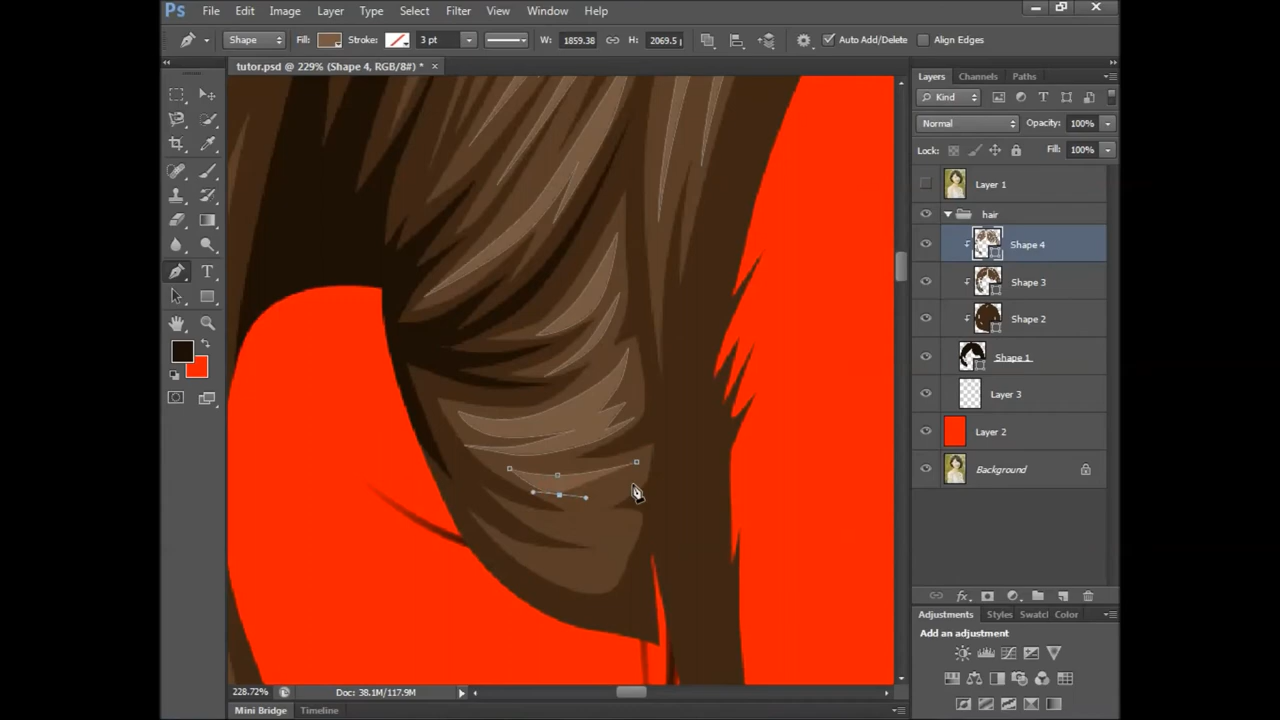 Ps File Edit Image Layer Type Select Filter View Window Help
Shape Fill: Stroke: 3 pt W: 1859.38 H: 2069.5 Auto Add/Delete Align Edges
tutor.psd @ 229% (Shape 4, RGB/8#) * ×
Layers Channels Paths
Kind
Normal Opacity: 100%
Lock: Fill: 100%
Layer 1
hair
Shape 4
Shape 3
Shape 2
Shape 1
Layer 3
Layer 2
Background
fx
Adjustments Styles Swatcl Color
Add an adjustment
228.72% Doc: 38.1M/117.9M
Mini Bridge Timeline